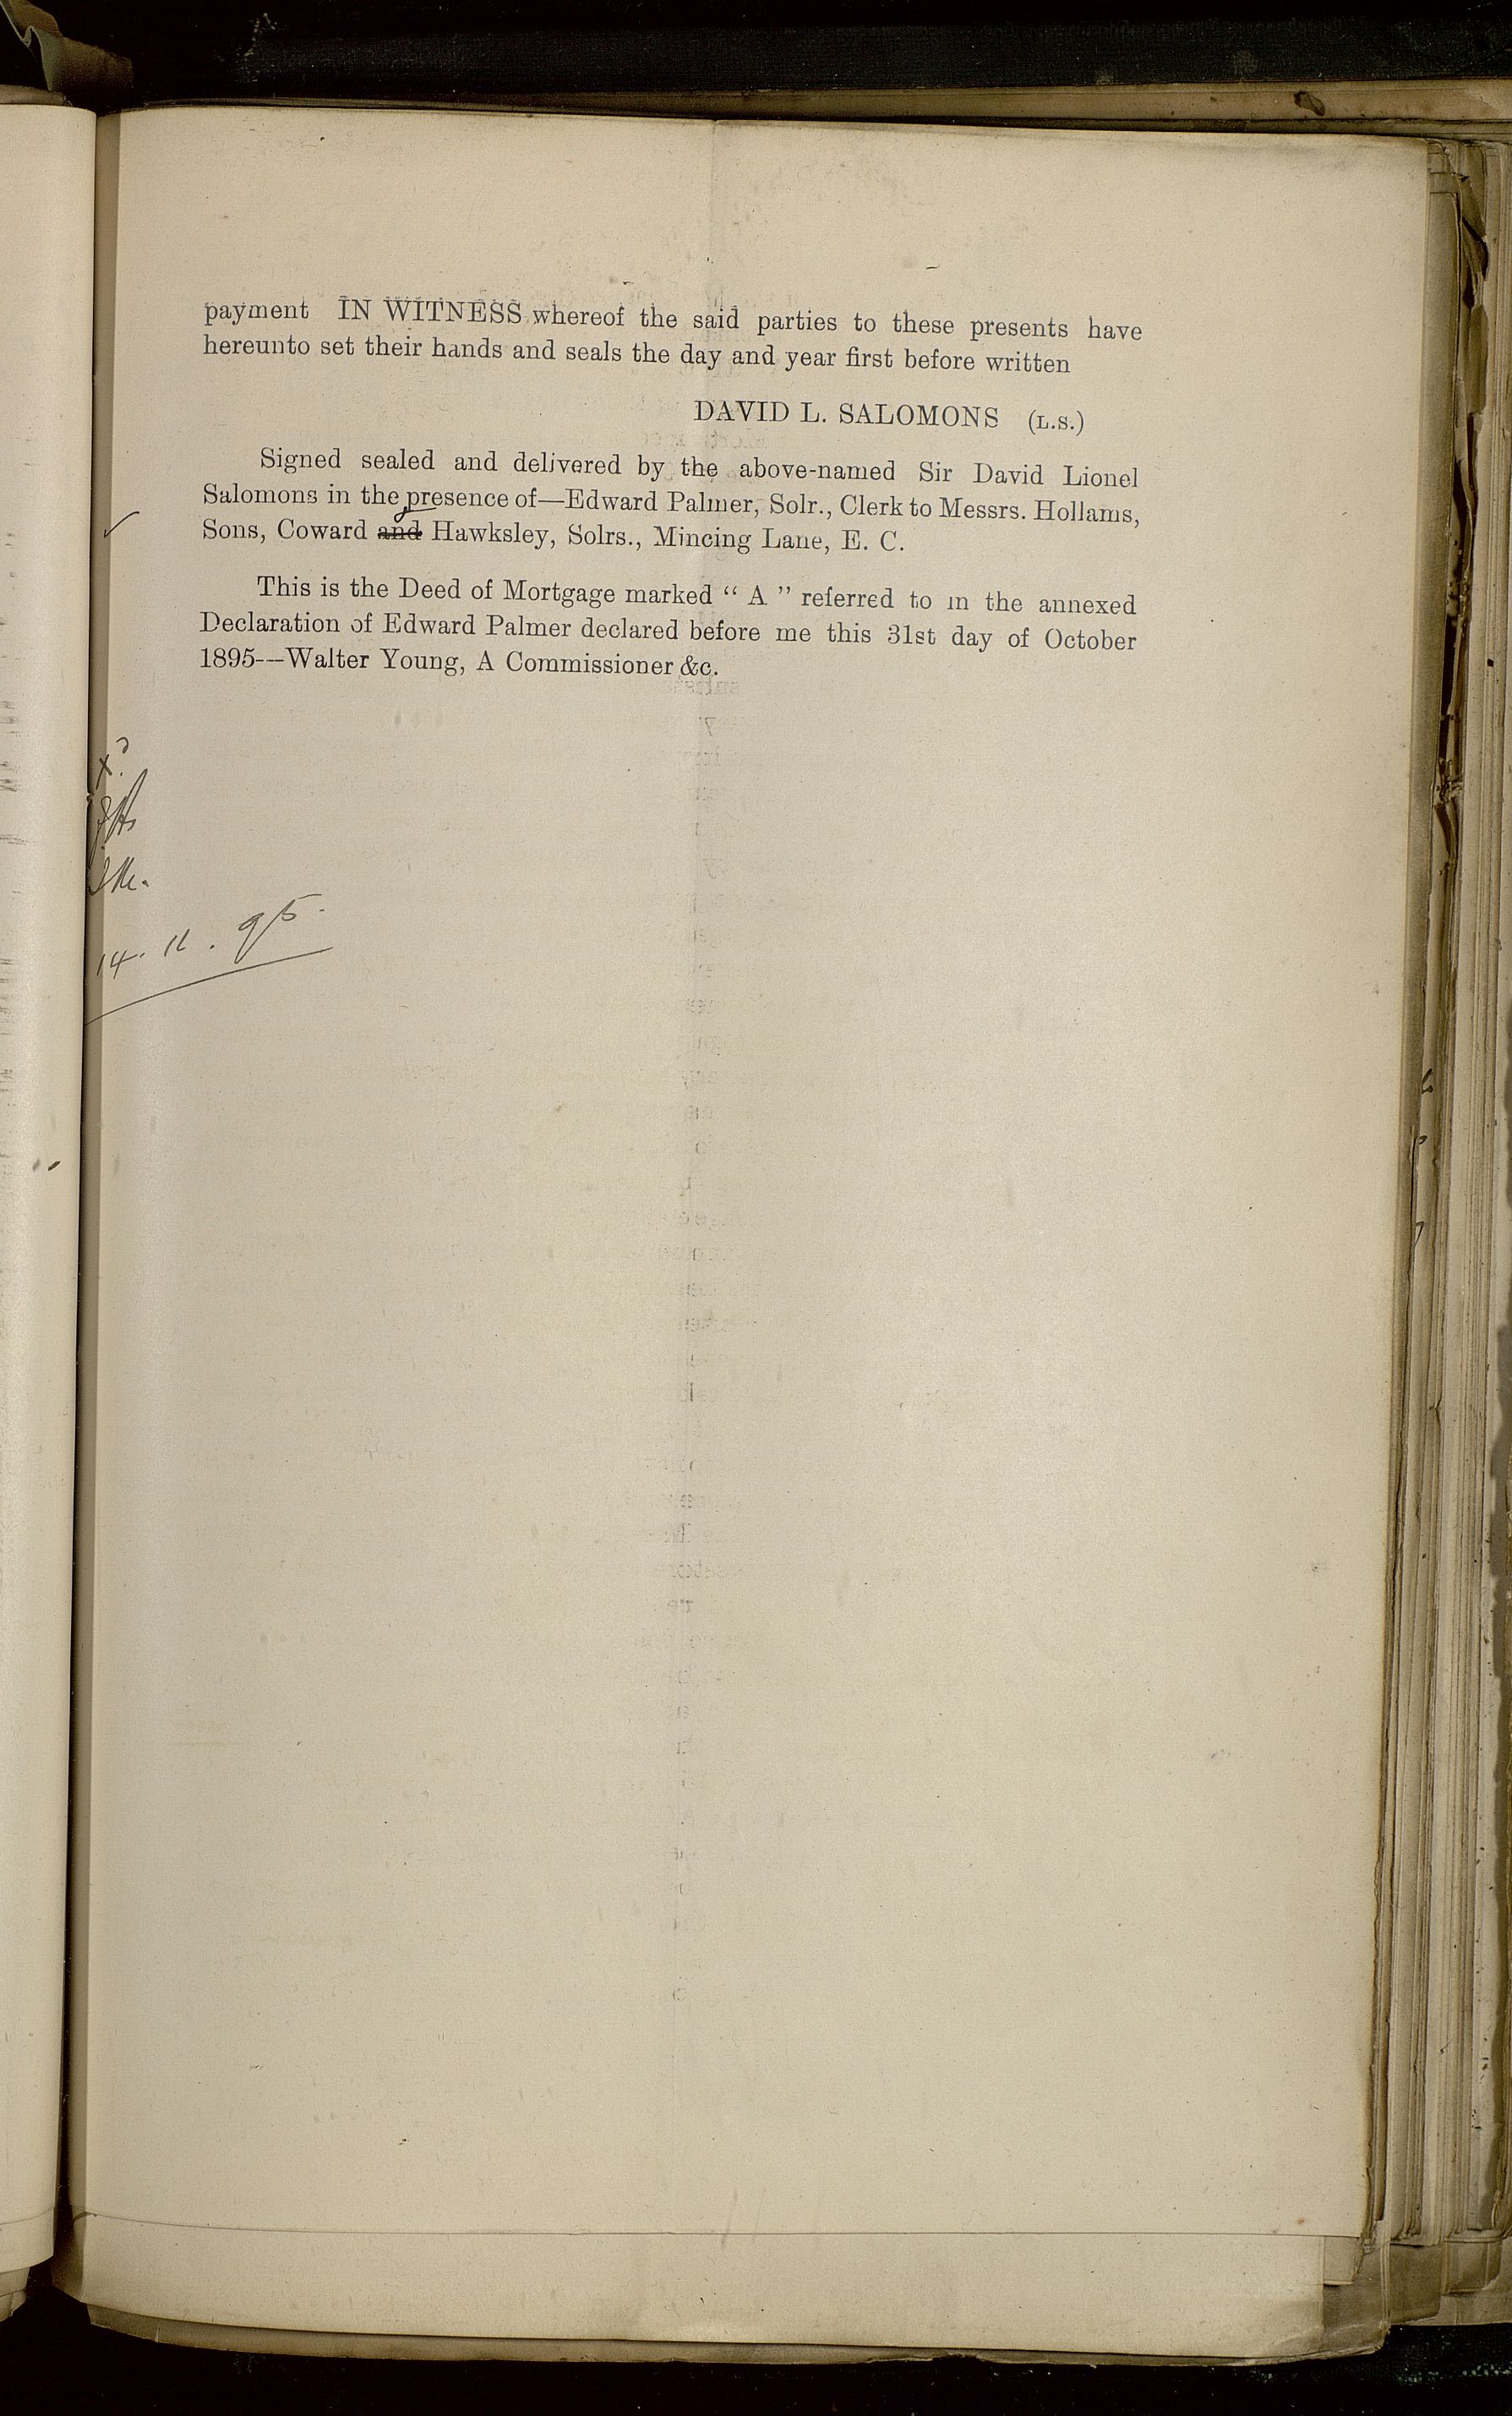 payment IN WITNESS whereof the said parties to these presents have
hereunto set their hands and seals the day and year first before written
DAVID L. SALOMONS (L.S.)
Signed sealed and delivered by the above-named Sir David Lionel
Salomons in the presence of—Edward Palmer, Solr., Clerk to Messrs. Hollams,
Sons, Coward & and Hawksley, Solrs., Mincing Lane, E. C.
This is the Deed of Mortgage marked “ A ” referred to in the annexed
Declaration of Edward Palmer declared before me this 31st day of October
1895---Walter Young, A Commissioner &c.
14. 11. 95.